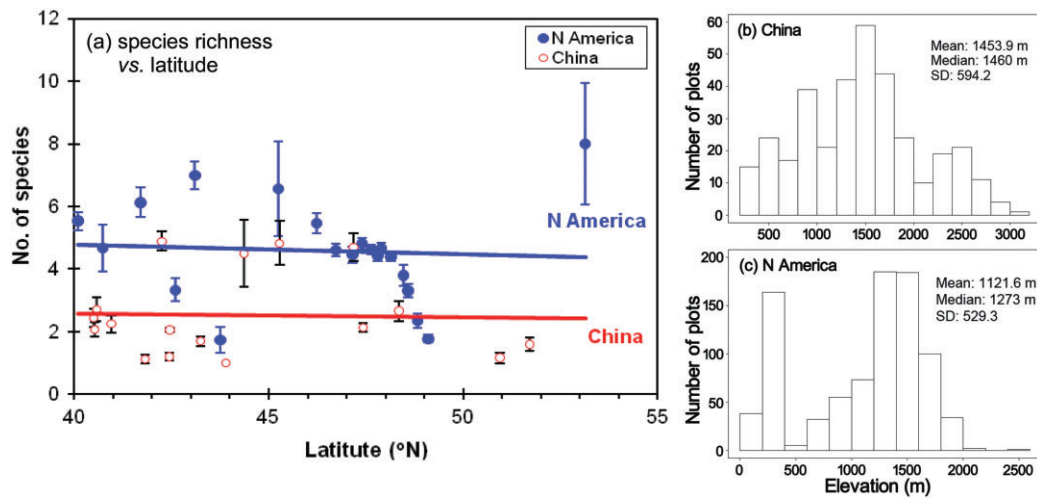 (a) species richness
vs. latitude
N America
China
No. of species
12
10
8
6
4
2
0
N America
China
40
45
50
55
Latitute (ºN)
(b) China
Mean: 1453.9 m
Median: 1460 m
SD: 594.2
Number of plots
60
50
40
30
20
10
0
500
1000
1500
2000
2500
3000
(c) N America
Mean: 1121.6 m
Median: 1273 m
SD: 529.3
Number of plots
200
150
100
50
0
0
500
1000
1500
2000
2500
Elevation (m)